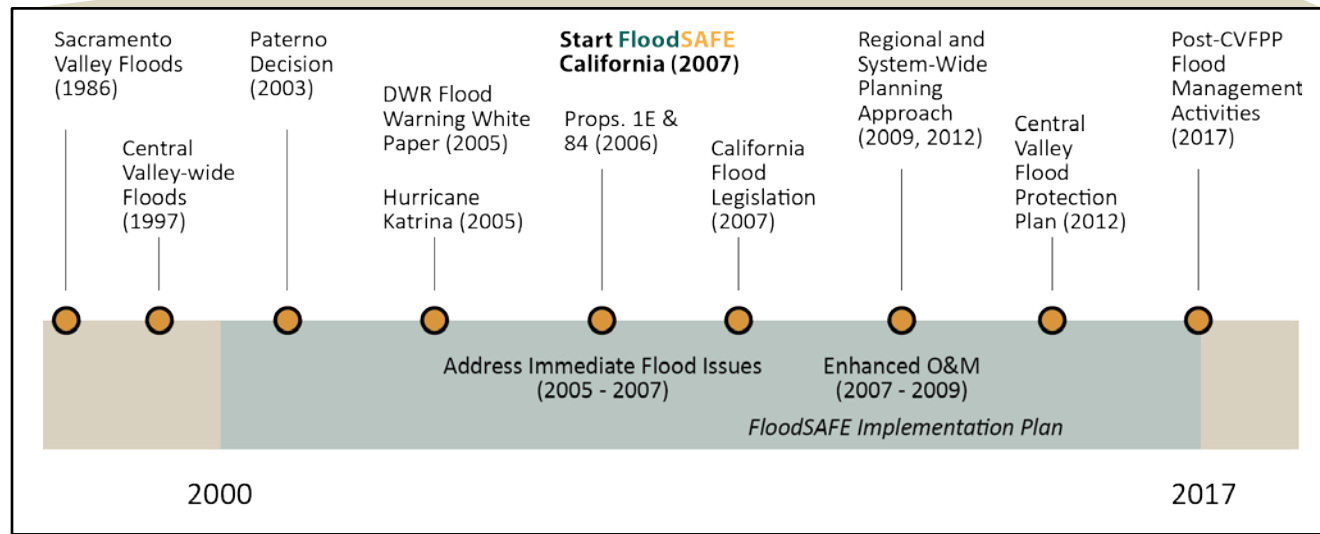 Sacramento
Valley Floods
(1986)
Central
Valley-wide
Floods
(1997)
Paterno
Decision
(2003)
DWR Flood
Warning White
Paper (2005)
Hurricane
Katrina (2005)
Start FloodSAFE
California (2007)
Props. 1E &
84 (2006)
California
Flood
Legislation
(2007)
Regional and
System-Wide
Planning
Approach
(2009, 2012)
Central
Valley
Flood
Protection
Plan (2012)
Post-CVFPP
Flood
Management
Activities
(2017)
Address Immediate Flood Issues
(2005 - 2007)
Enhanced O&M
(2007 - 2009)
FloodSAFE Implementation Plan
2000
2017